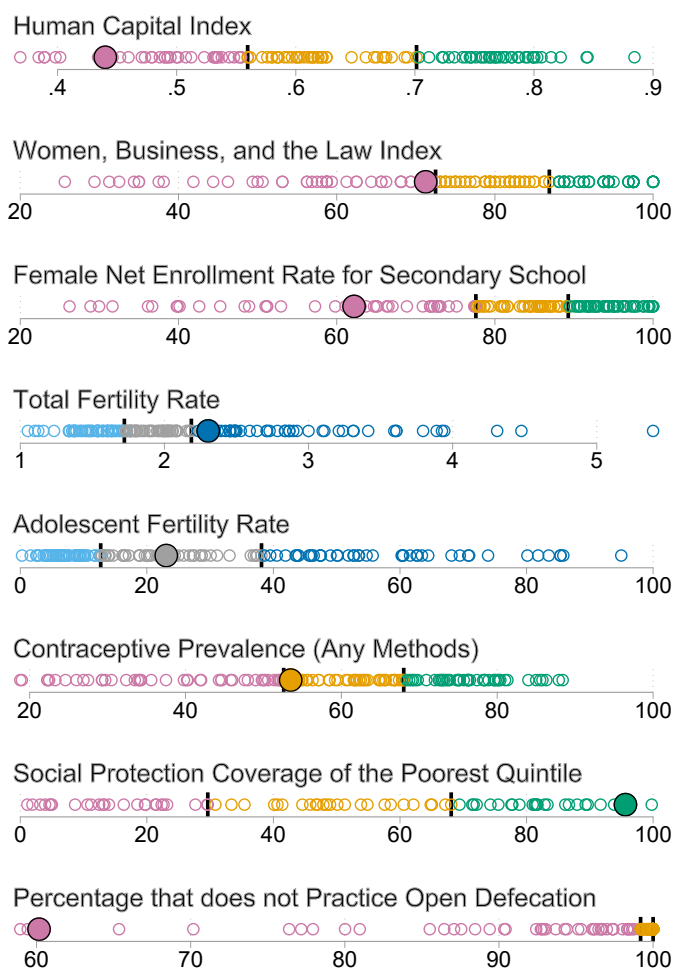 Human Capital Index
.4 .5 .6 .7 .8 .9
Women, Business, and the Law Index
20 40 60 80 100
Female Net Enrollment Rate for Secondary School
20 40 60 80 100
Total Fertility Rate
1 2 3 4 5
Adolescent Fertility Rate
0 20 40 60 80 100
Contraceptive Prevalence (Any Methods)
20 40 60 80 100
Social Protection Coverage of the Poorest Quintile
0 20 40 60 80 100
Percentage that does not Practice Open Defecation
60 70 80 90 100